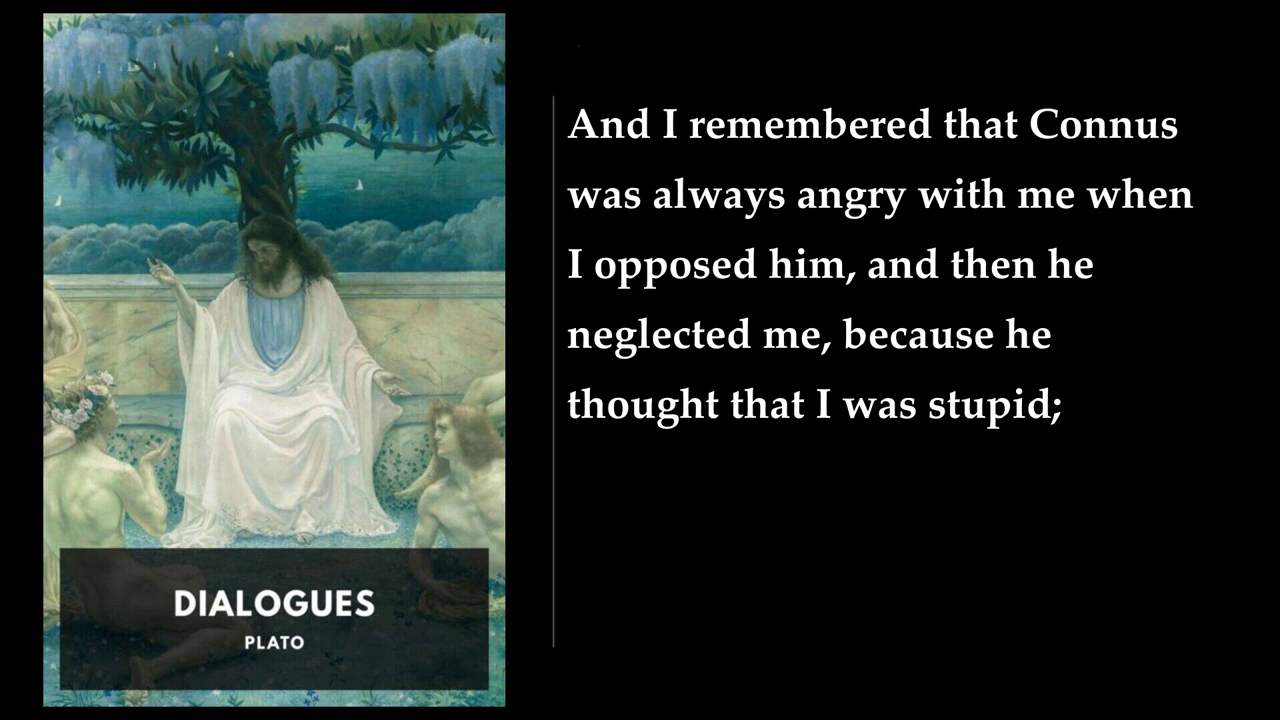 And I remembered that Connus
was always angry with me when
I opposed him, and then he
neglected me, because he
thought that I was stupid;
DIALOGUES
PLATO